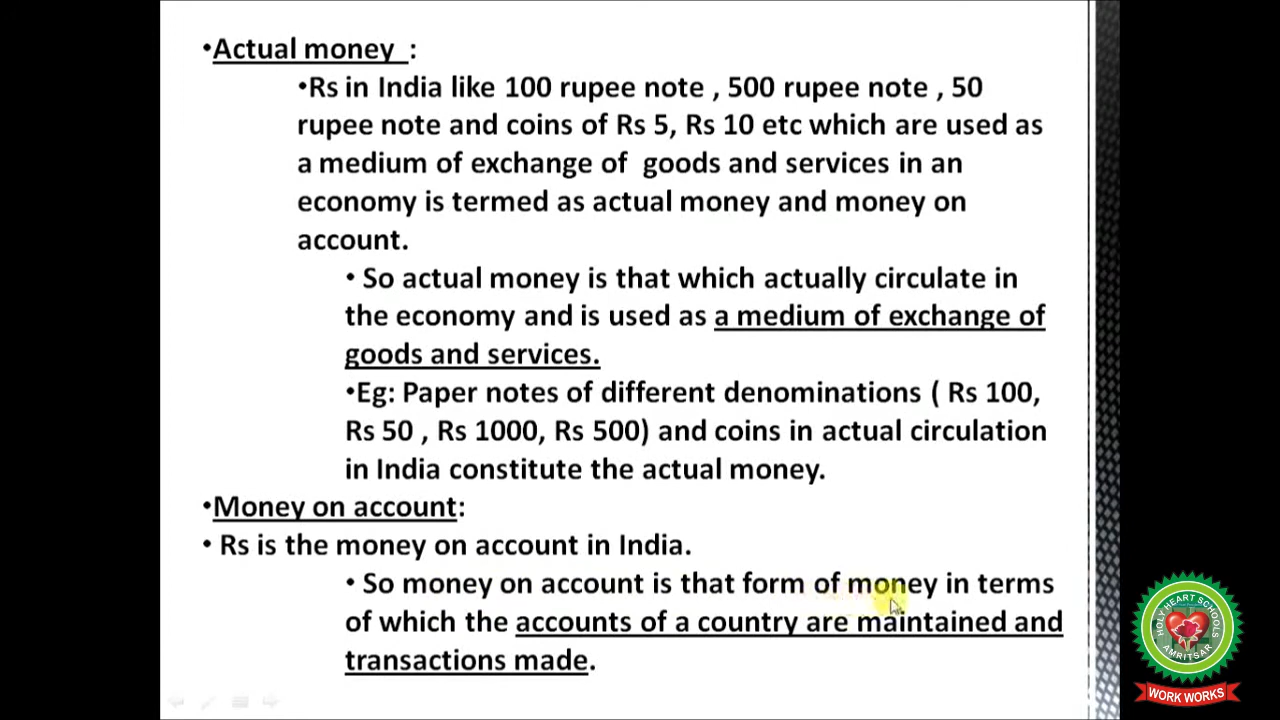 •Actual money :
•Rs in India like 100 rupee note , 500 rupee note , 50
rupee note and coins of Rs 5, Rs 10 etc which are used as
a medium of exchange of goods and services in an
economy is termed as actual money and money on
account.
• So actual money is that which actually circulate in
the economy and is used as a medium of exchange of
goods and services.
•Eg: Paper notes of different denominations ( Rs 100,
Rs 50 , Rs 1000, Rs 500) and coins in actual circulation
in India constitute the actual money.
•Money on account:
• Rs is the money on account in India.
• So money on account is that form of money in terms
of which the accounts of a country are maintained and
transactions made.
HOLY HEART SCHOOLS
AMRITSAR
WORK WORKS